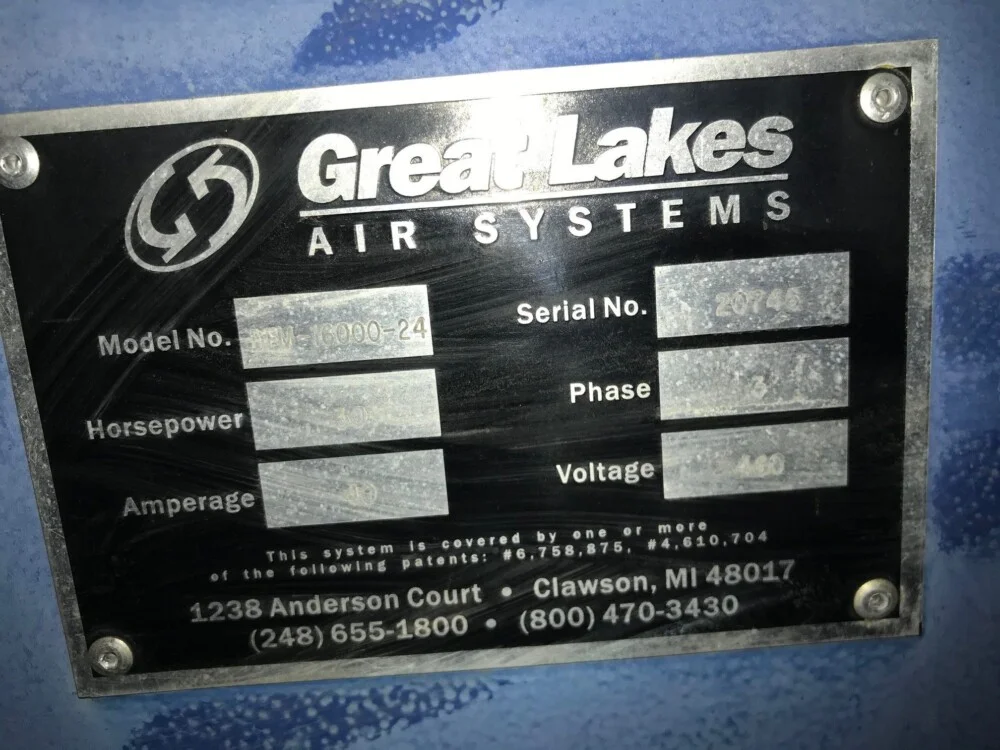 Great Lakes
AIR SYSTEMS
Model No.
Serial No.
Horsepower
Phase 3
Amperage
Voltage
This system is covered by one or more
of the following patents: #6,758,875, #4,610,704
1238 Anderson Court • Clawson, MI 48017
(248) 655-1800 • (800) 470-3430